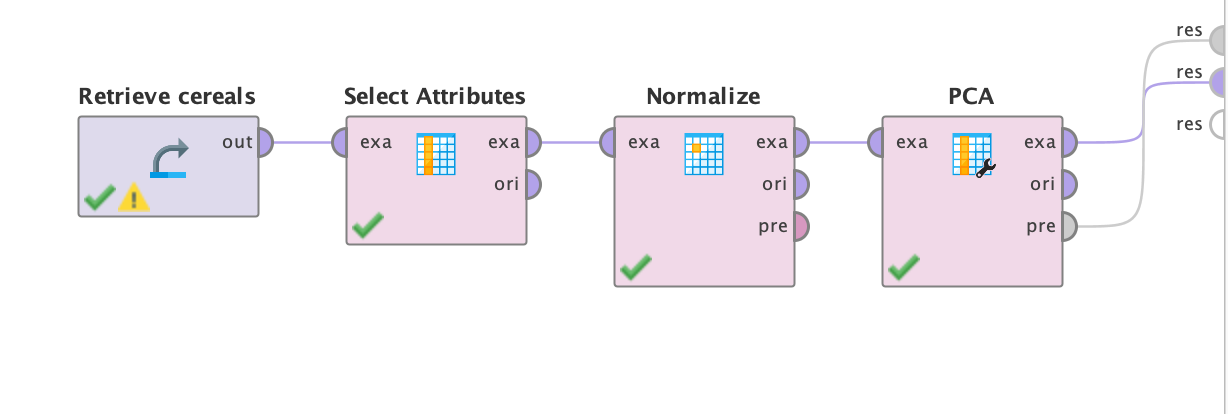 res
res
Retrieve cereals
Select Attributes
Normalize
PCA
res
out
exa
exa
exa
exa
exa
exa
ori
ori
ori
pre
pre